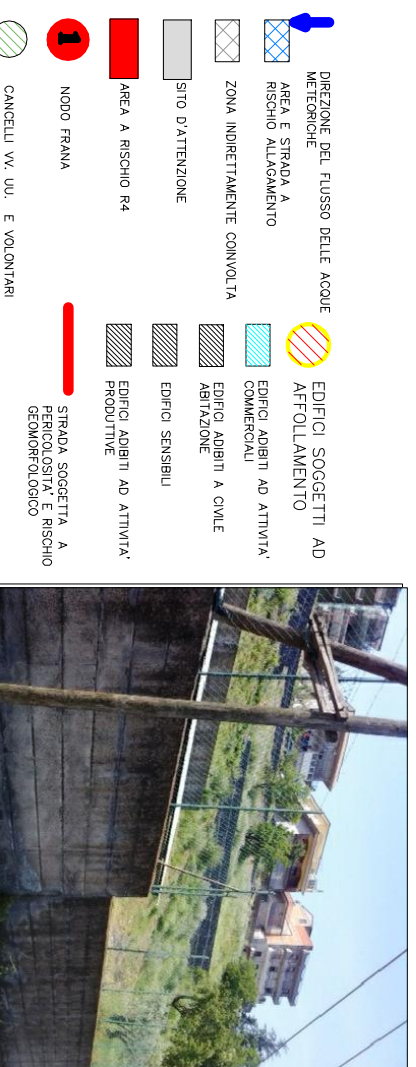 DIREZIONE DEL FLUSSO DELLE ACQUE
METEORICHE
AREA E STRADA A
RISCHIO ALLAGAMENTO
ZONA INDIRETTAMENTE COINVOLTA
SITO D'ATTENZIONE
AREA A RISCHIO R4
1
NODO FRANA
CANCELLI VV. UU. E VOLONTARI
EDIFICI SOGGETTI AD
AFFOLLAMENTO
EDIFICI ADIBITI AD ATTIVITA'
COMMERCIALI
EDIFICI ADIBITI A CIVILE
ABITAZIONE
EDIFICI SENSIBILI
EDIFICI ADIBITI AD ATTIVITA'
PRODUTTIVE
STRADA SOGGETTA A
PERICOLOSITA' E RISCHIO
GEOMORFOLOGICO